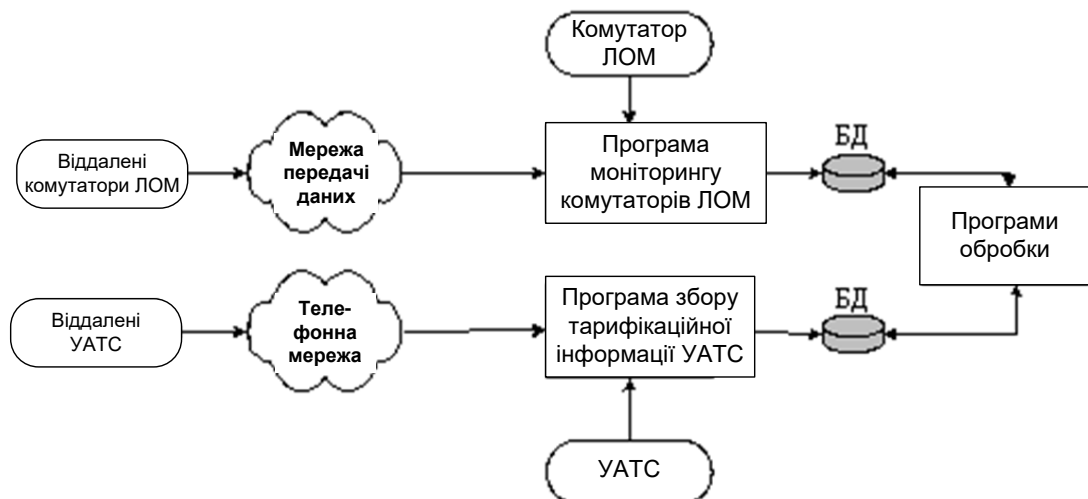 Комутатор
ЛОМ
Віддалені
комутатори ЛОМ
Мережа
передачі
даних
Програма
моніторингу
комутаторів ЛОМ
БД
Програми
обробки
Віддалені
УАТС
Теле-
фонна
мережа
Програма збору
тарифікаційної
інформації УАТС
БД
УАТС